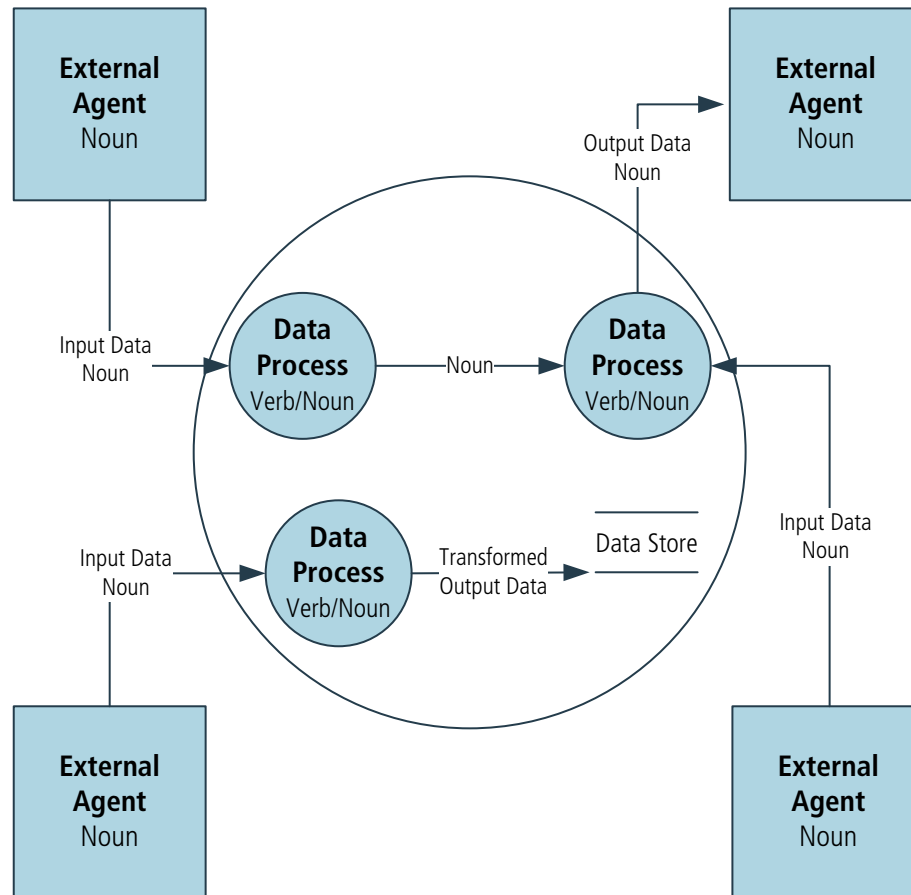 External
Agent
Noun
External
Agent
Noun
Output Data
Noun
Input Data
Noun
Data
Process
Verb/Noun
Noun
Data
Process
Verb/Noun
Input Data
Noun
Data
Process
Verb/Noun
Transformed
Output Data
Data Store
Input Data
Noun
External
Agent
Noun
External
Agent
Noun